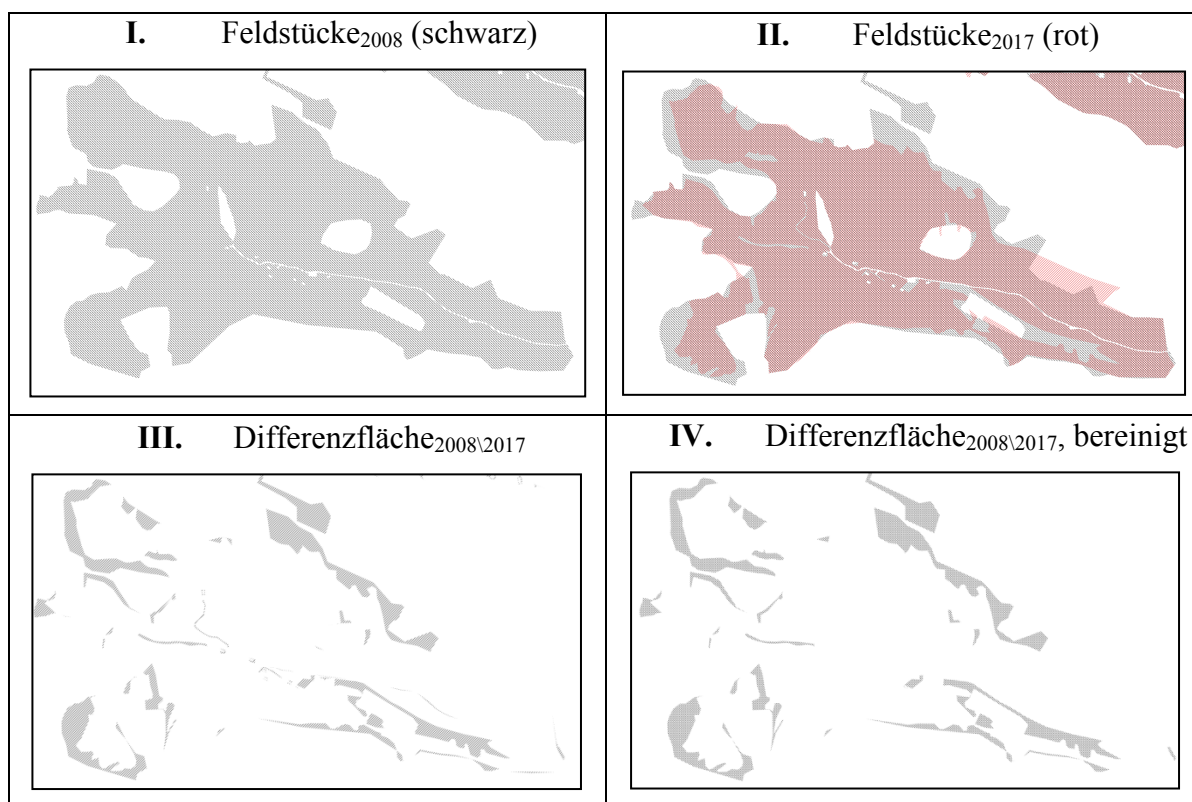 I. Feldstücke2008 (schwarz)
II. Feldstücke2017 (rot)
III. Differenzfläche2008\2017
IV. Differenzfläche2008\2017, bereinigt